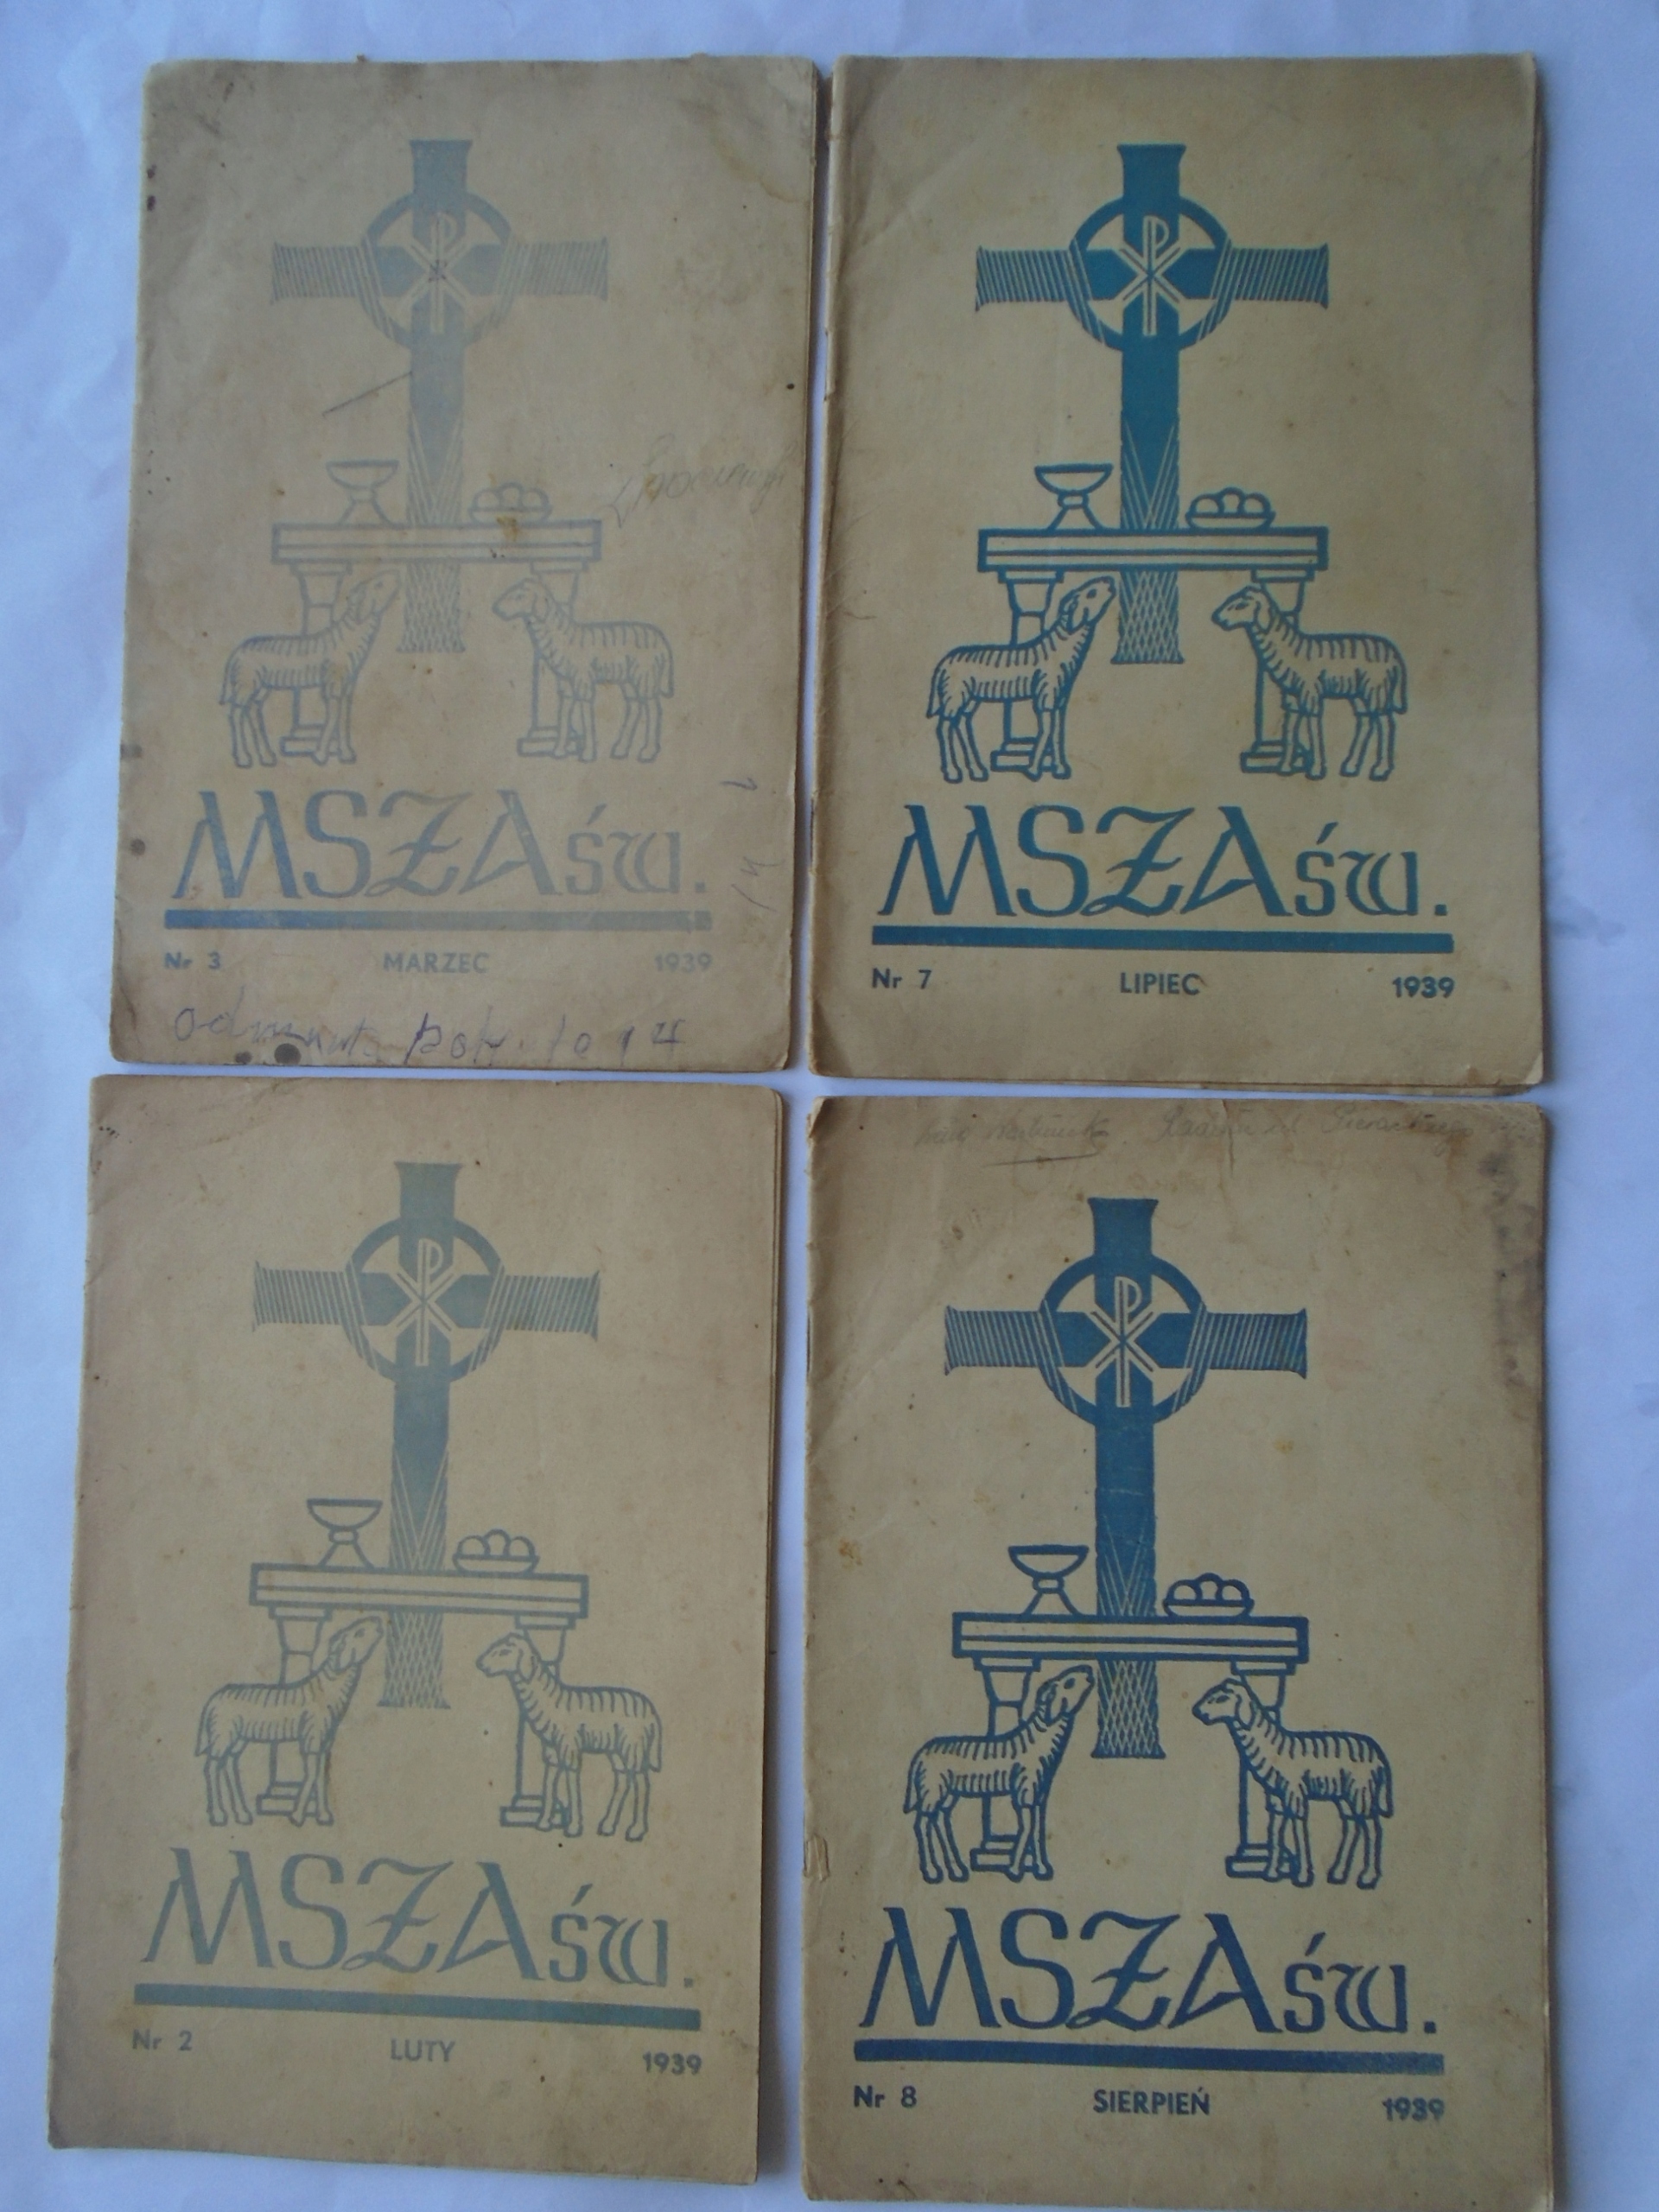 MSZA św.
Nr 3 MARZEC 1939
MSZA św.
Nr 7 LIPIEC 1939
MSZA św.
Nr 2 LUTY 1939
MSZA św.
Nr 8 SIERPIEŃ 1939